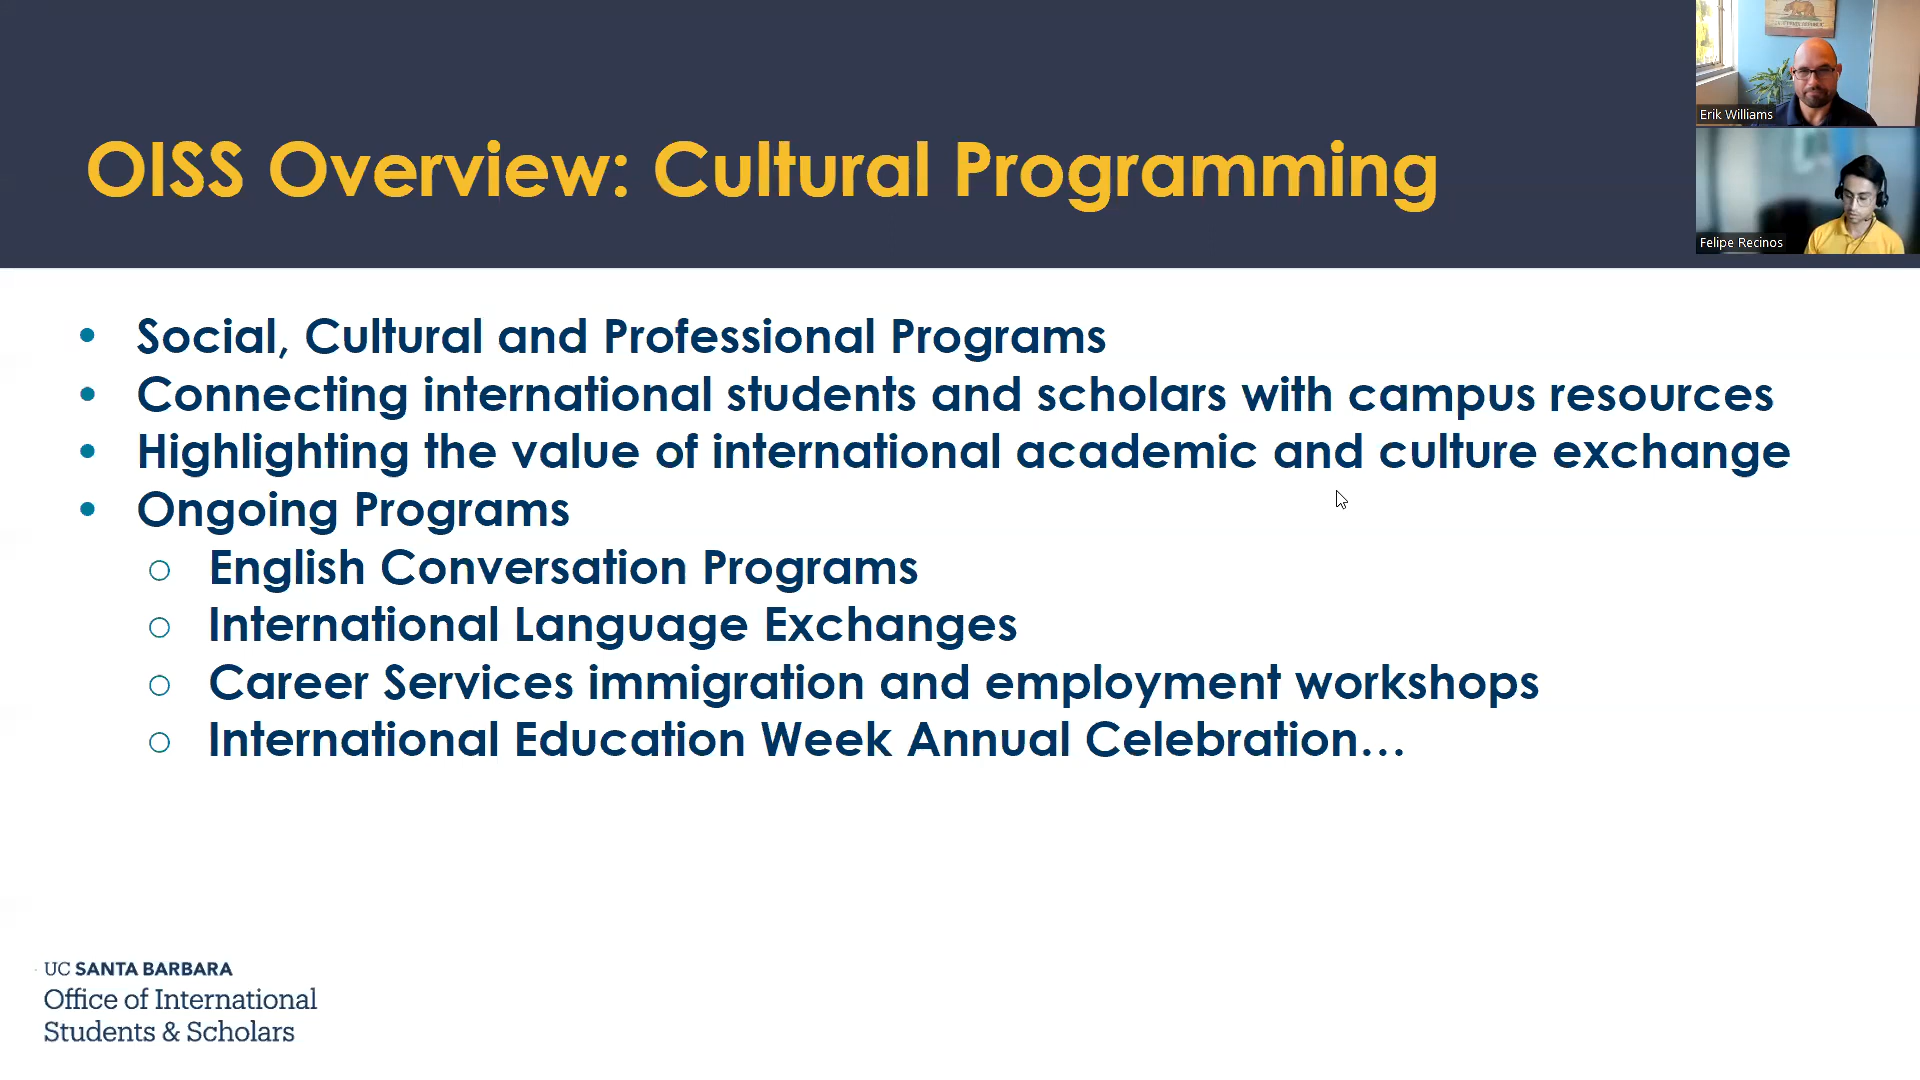 OISS Overview: Cultural Programming
Erik Williams
Felipe Recinos
• Social, Cultural and Professional Programs
• Connecting international students and scholars with campus resources
• Highlighting the value of international academic and culture exchange
• Ongoing Programs
○ English Conversation Programs
○ International Language Exchanges
○ Career Services immigration and employment workshops
○ International Education Week Annual Celebration...
UC SANTA BARBARA
Office of International
Students & Scholars